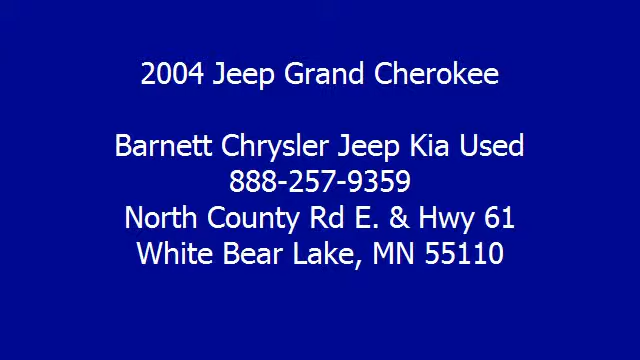 2004 Jeep Grand Cherokee
Barnett Chrysler Jeep Kia Used
888-257-9359
North County Rd E. & Hwy 61
White Bear Lake, MN 55110